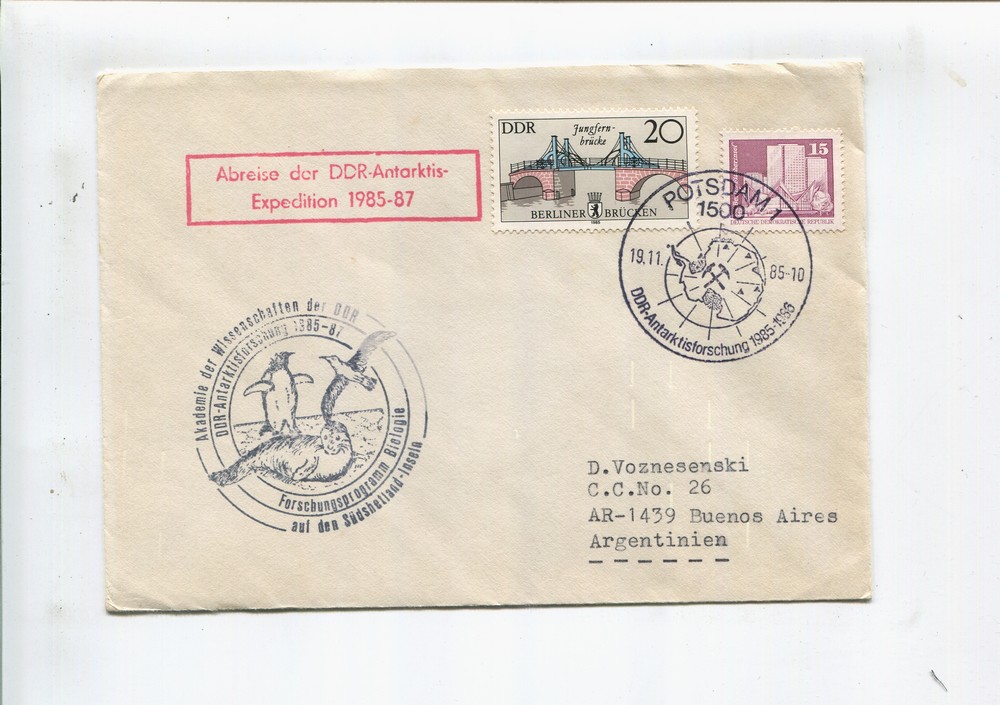 Abreise der DDR-Antarktis-
Expedition 1985-87
DDR
Jungfern-
brücke
20
BERLINER BRÜCKEN
1985
15
DEUTSCHE DEMOKRATISCHE REPUBLIK
POTSDAM 1
1500
19.11.
85-10
DDR-Antarktisforschung 1985-1986
Akademie der Wissenschaften der DDR
DDR-Antarktisforschung 1985-87
Forschungsprogramm Biologie
auf den Südshetland-Inseln
D.Voznesenski
C.C.No. 26
AR-1439 Buenos Aires
Argentinien